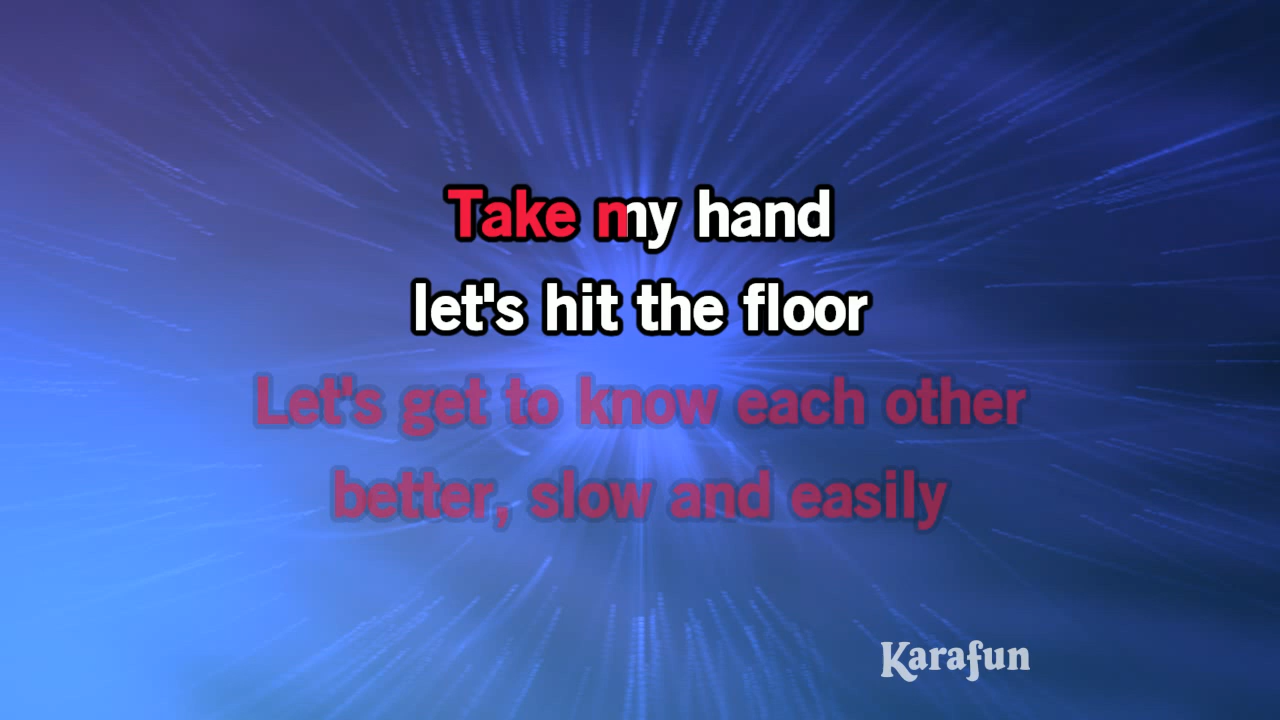 Take my hand
let's hit the floor
Let's get to know each other
better, slow and easily
Karafun